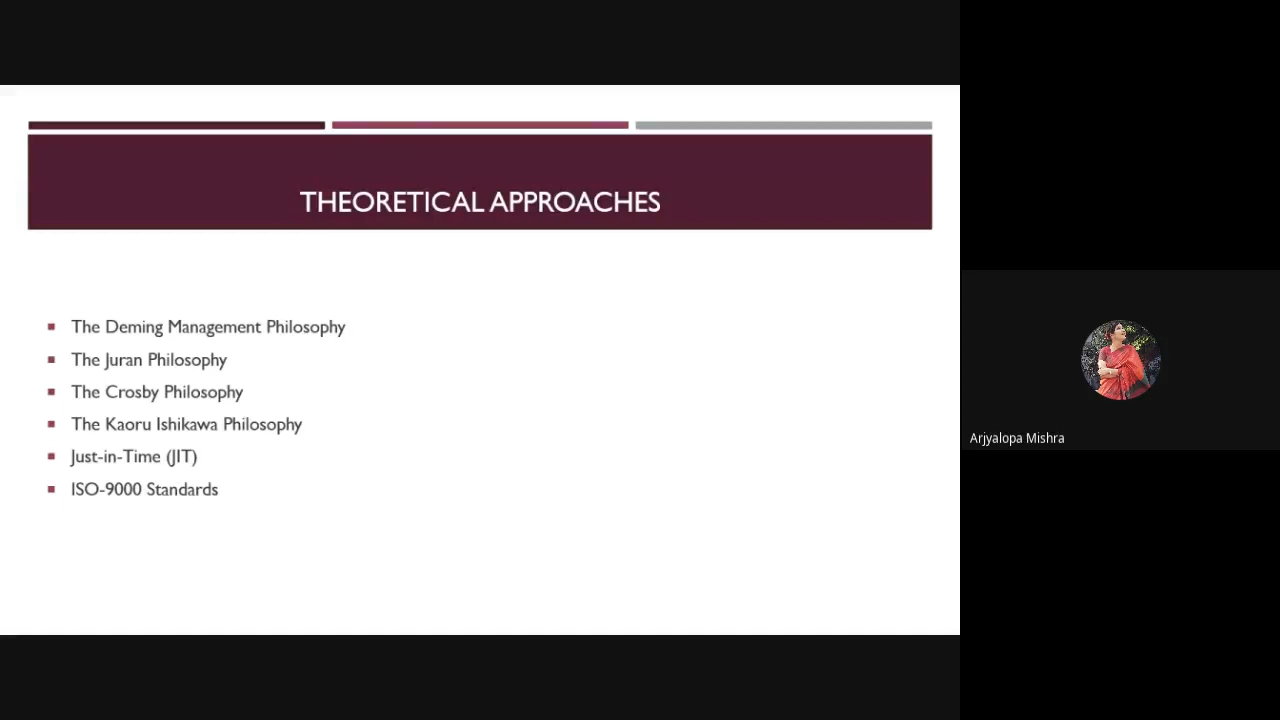 THEORETICAL APPROACHES
The Deming Management Philosophy
The Juran Philosophy
The Crosby Philosophy
The Kaoru Ishikawa Philosophy
Just-in-Time (JIT)
ISO-9000 Standards
Arjyalopa Mishra